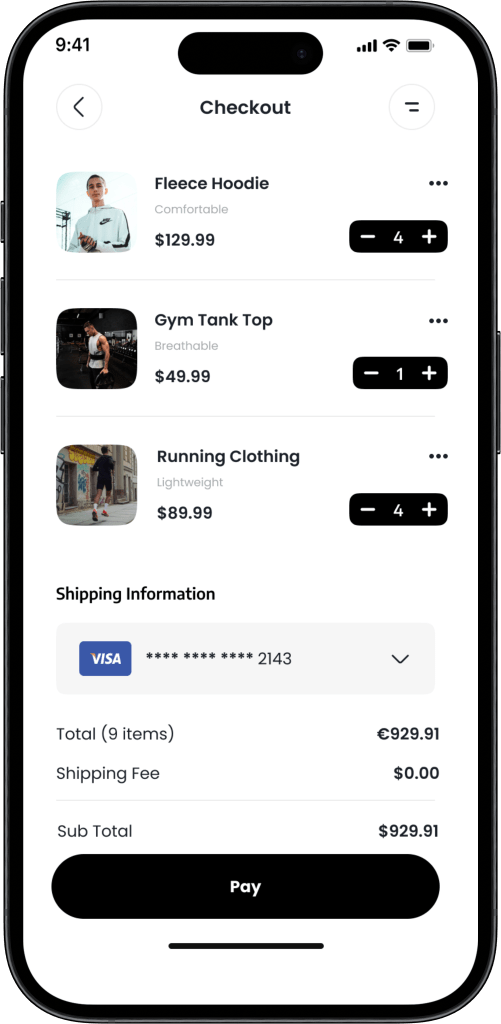 9:41
Checkout
Fleece Hoodie
Comfortable
$129.99
4
Gym Tank Top
Breathable
$49.99
1
Running Clothing
Lightweight
$89.99
4
Shipping Information
VISA **** **** **** 2143
Total (9 items) €929.91
Shipping Fee $0.00
Sub Total $929.91
Pay